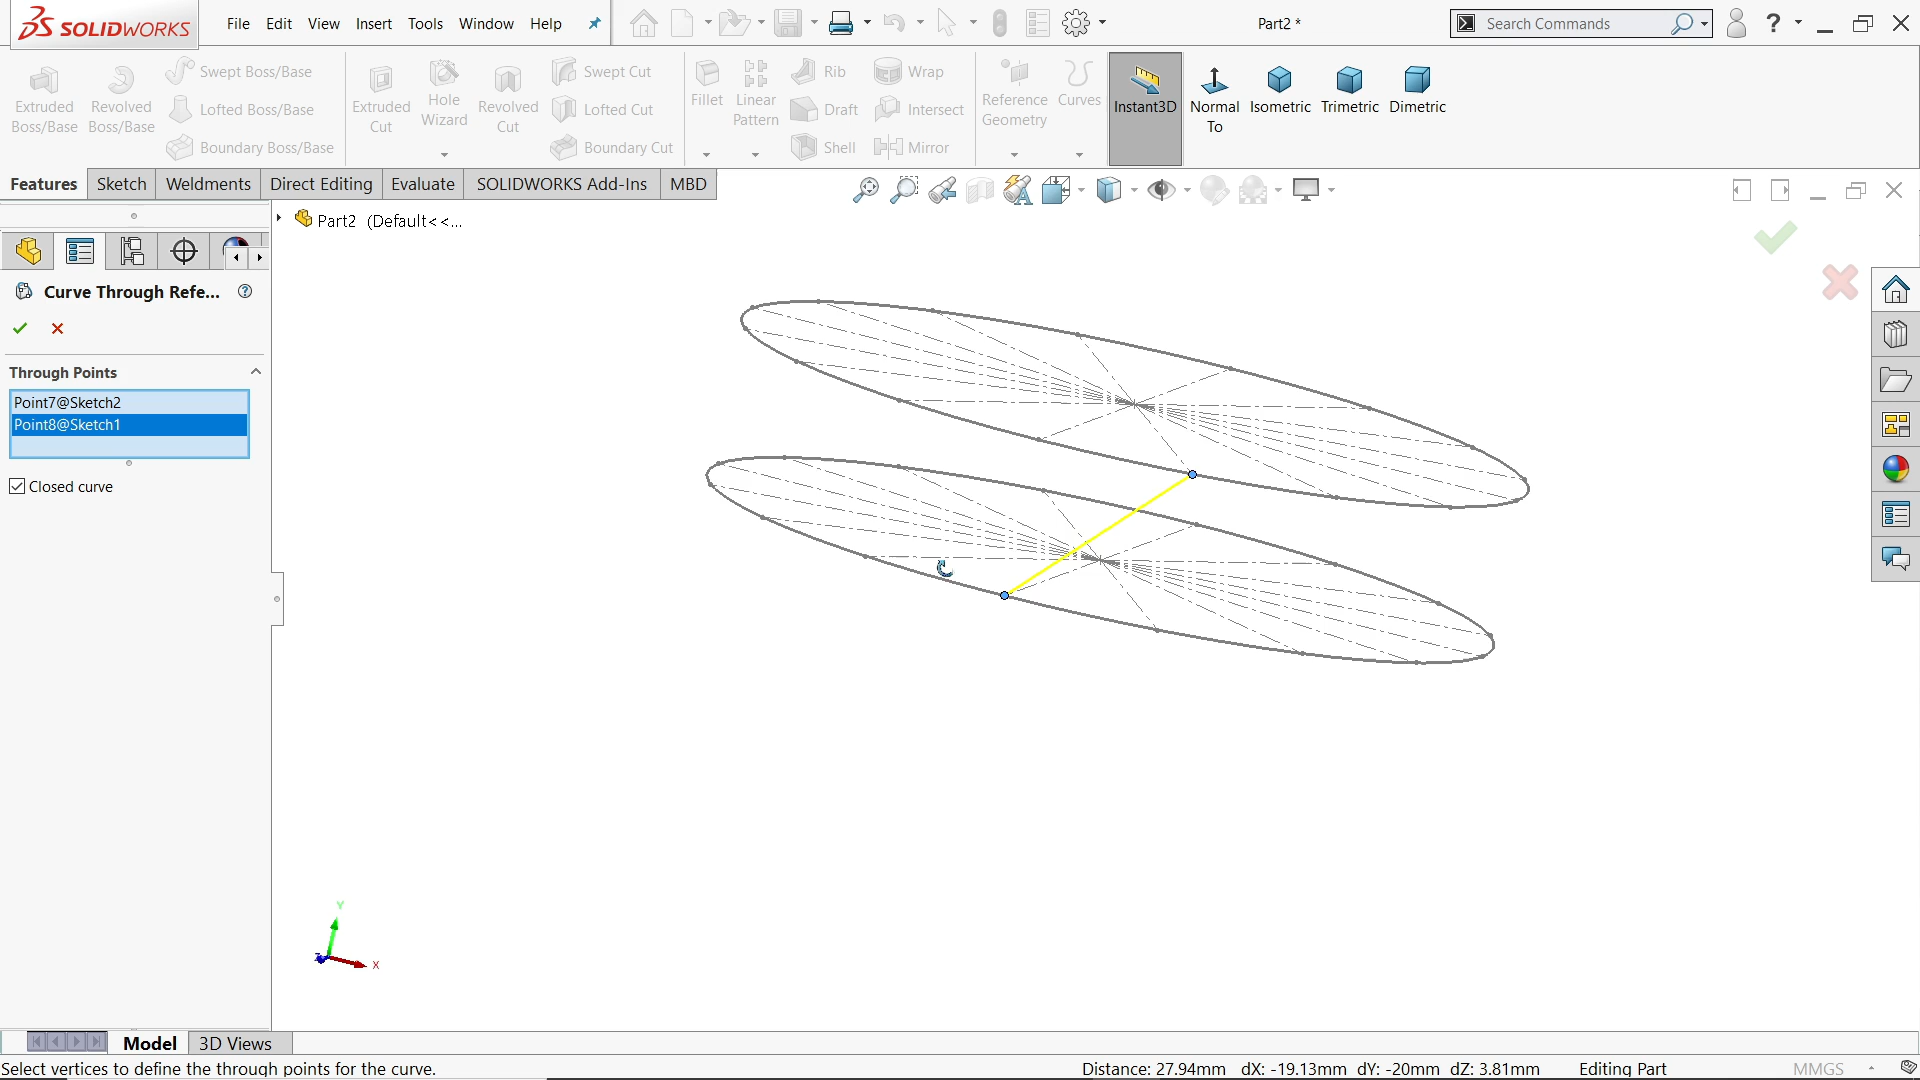 SOLIDWORKS
File Edit View Insert Tools Window Help
Part2 *
Search Commands
?
Extruded Boss/Base
Revolved Boss/Base
Swept Boss/Base
Lofted Boss/Base
Boundary Boss/Base
Extruded Cut
Hole Wizard
Revolved Cut
Swept Cut
Lofted Cut
Boundary Cut
Fillet
Linear Pattern
Rib
Draft
Shell
Wrap
Intersect
Mirror
Reference Geometry
Curves
Instant3D
Normal To
Isometric
Trimetric
Dimetric
Features Sketch Weldments Direct Editing Evaluate SOLIDWORKS Add-Ins MBD
Part2 (Default<<...
Curve Through Refe...
Through Points
Point7@Sketch2
Point8@Sketch1
Closed curve
Y
Z
X
Model 3D Views
Select vertices to define the through points for the curve.
Distance: 27.94mm dX: -19.13mm dY: -20mm dZ: 3.81mm Editing Part MMGS